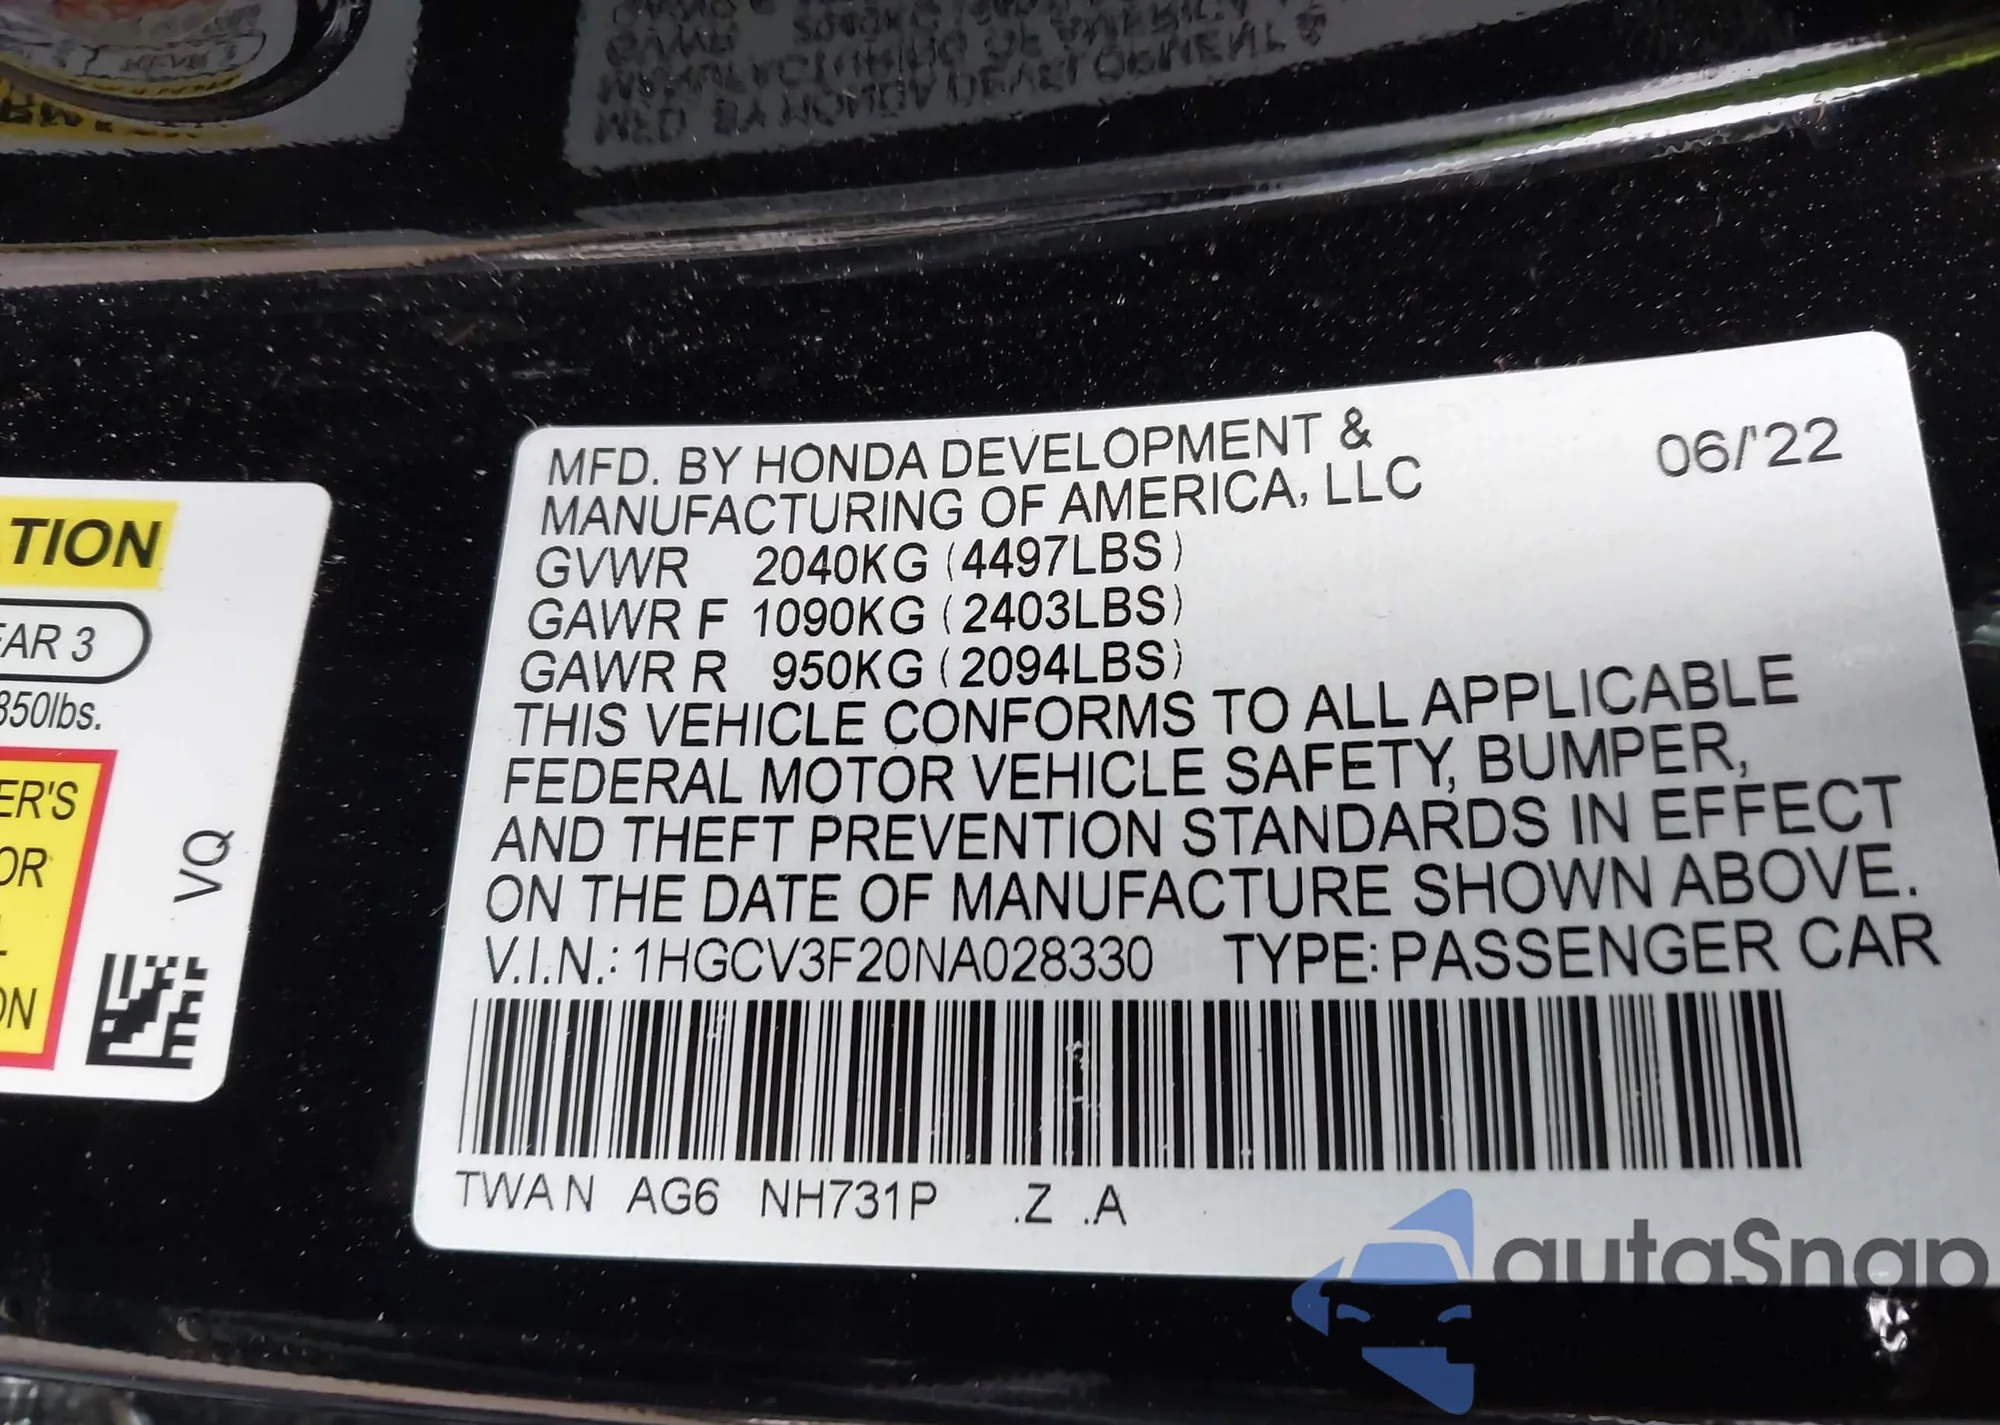 TION
EAR 3
850lbs.
ER'S
OR
ON
VQ
MFD. BY HONDA DEVELOPMENT &
MANUFACTURING OF AMERICA, LLC
06/'22
GVWR 2040KG (4497LBS)
GAWR F 1090KG (2403LBS)
GAWR R 950KG (2094LBS)
THIS VEHICLE CONFORMS TO ALL APPLICABLE
FEDERAL MOTOR VEHICLE SAFETY, BUMPER,
AND THEFT PREVENTION STANDARDS IN EFFECT
ON THE DATE OF MANUFACTURE SHOWN ABOVE.
V.I.N.: 1HGCV3F20NA028330 TYPE: PASSENGER CAR
TWAN AG6 NH731P .Z .A
autoSnap